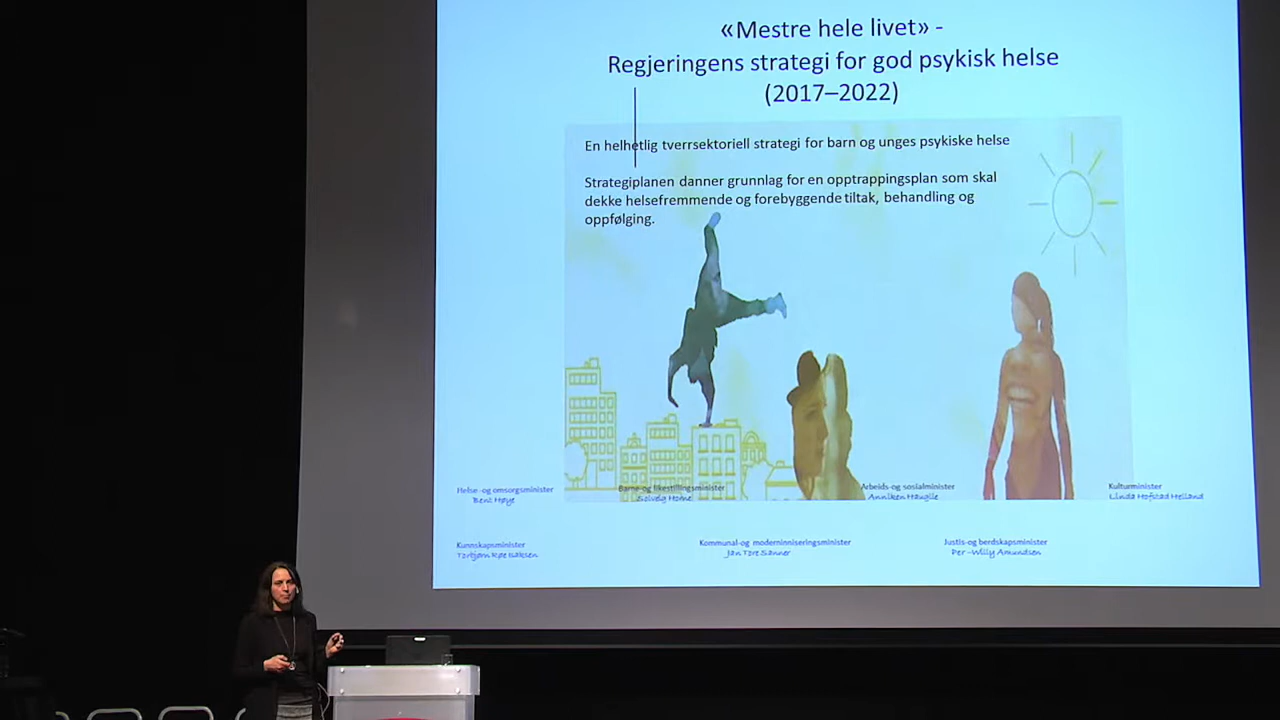 «Mestre hele livet» -
Regjeringens strategi for god psykisk helse
(2017–2022)
En helhetlig tverrsektoriell strategi for barn og unges psykiske helse
Strategiplanen danner grunnlag for en opptrappingsplan som skal
dekke helsefremmende og forebyggende tiltak, behandling og
oppfølging.
Helse -og omsorgsminister
Bent Høye
Barne-og likestillingsminister
Solveig Horne
Arbeids-og sosialminister
Anniken Hauglie
Kulturminister
Linda Hofstad Helland
Kunnskapsminister
Torbjørn Røe Isaksen
Kommunal-og moderninniseringsminister
Jan Tore Sanner
Justis-og berdskapsminister
Per -Willy Amundsen